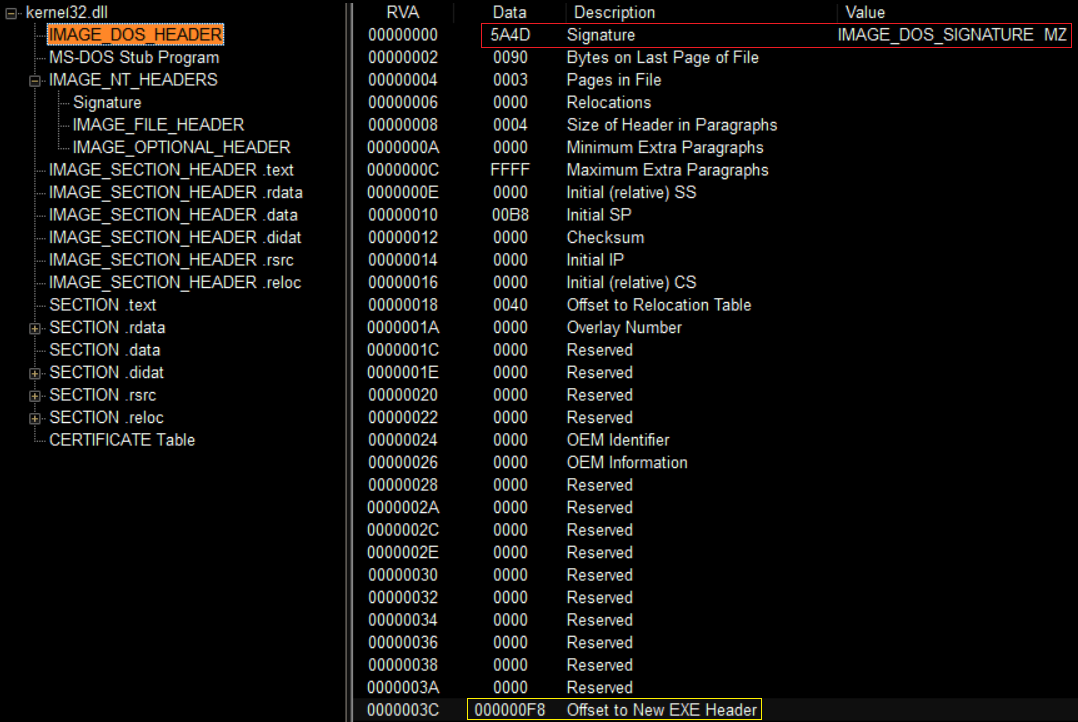 kernel32.dll
IMAGE_DOS_HEADER
MS-DOS Stub Program
IMAGE_NT_HEADERS
Signature
IMAGE_FILE_HEADER
IMAGE_OPTIONAL_HEADER
IMAGE_SECTION_HEADER .text
IMAGE_SECTION_HEADER .rdata
IMAGE_SECTION_HEADER .data
IMAGE_SECTION_HEADER .didat
IMAGE_SECTION_HEADER .rsrc
IMAGE_SECTION_HEADER .reloc
SECTION .text
SECTION .rdata
SECTION .data
SECTION .didat
SECTION .rsrc
SECTION .reloc
CERTIFICATE Table
RVA Data Description Value
00000000 5A4D Signature IMAGE_DOS_SIGNATURE MZ
00000002 0090 Bytes on Last Page of File
00000004 0003 Pages in File
00000006 0000 Relocations
00000008 0004 Size of Header in Paragraphs
0000000A 0000 Minimum Extra Paragraphs
0000000C FFFF Maximum Extra Paragraphs
0000000E 0000 Initial (relative) SS
00000010 00B8 Initial SP
00000012 0000 Checksum
00000014 0000 Initial IP
00000016 0000 Initial (relative) CS
00000018 0040 Offset to Relocation Table
0000001A 0000 Overlay Number
0000001C 0000 Reserved
0000001E 0000 Reserved
00000020 0000 Reserved
00000022 0000 Reserved
00000024 0000 OEM Identifier
00000026 0000 OEM Information
00000028 0000 Reserved
0000002A 0000 Reserved
0000002C 0000 Reserved
0000002E 0000 Reserved
00000030 0000 Reserved
00000032 0000 Reserved
00000034 0000 Reserved
00000036 0000 Reserved
00000038 0000 Reserved
0000003A 0000 Reserved
0000003C 000000F8 Offset to New EXE Header